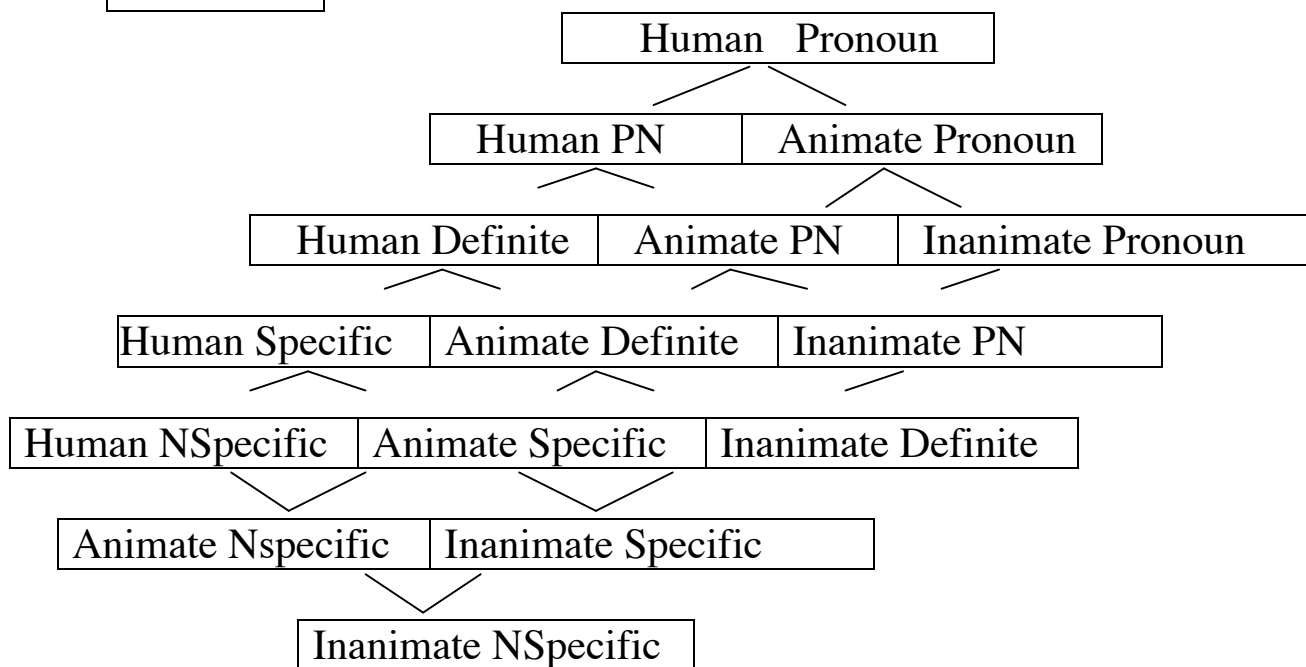 Human Pronoun
Human PN Animate Pronoun
Human Definite Animate PN Inanimate Pronoun
Human Specific Animate Definite Inanimate PN
Human NSpecific Animate Specific Inanimate Definite
Animate Nspecific Inanimate Specific
Inanimate NSpecific